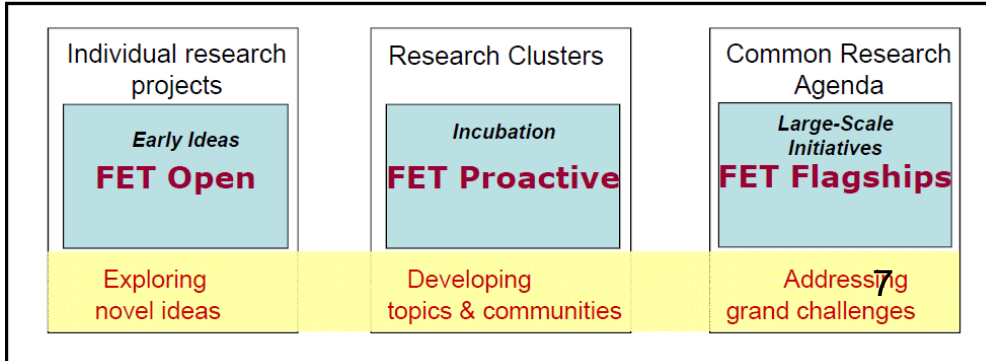 Individual research
projects
Early Ideas
FET Open
Exploring
novel ideas
Research Clusters
Incubation
FET Proactive
Developing
topics & communities
Common Research
Agenda
Large-Scale
Initiatives
FET Flagships
Addressing
grand challenges
7